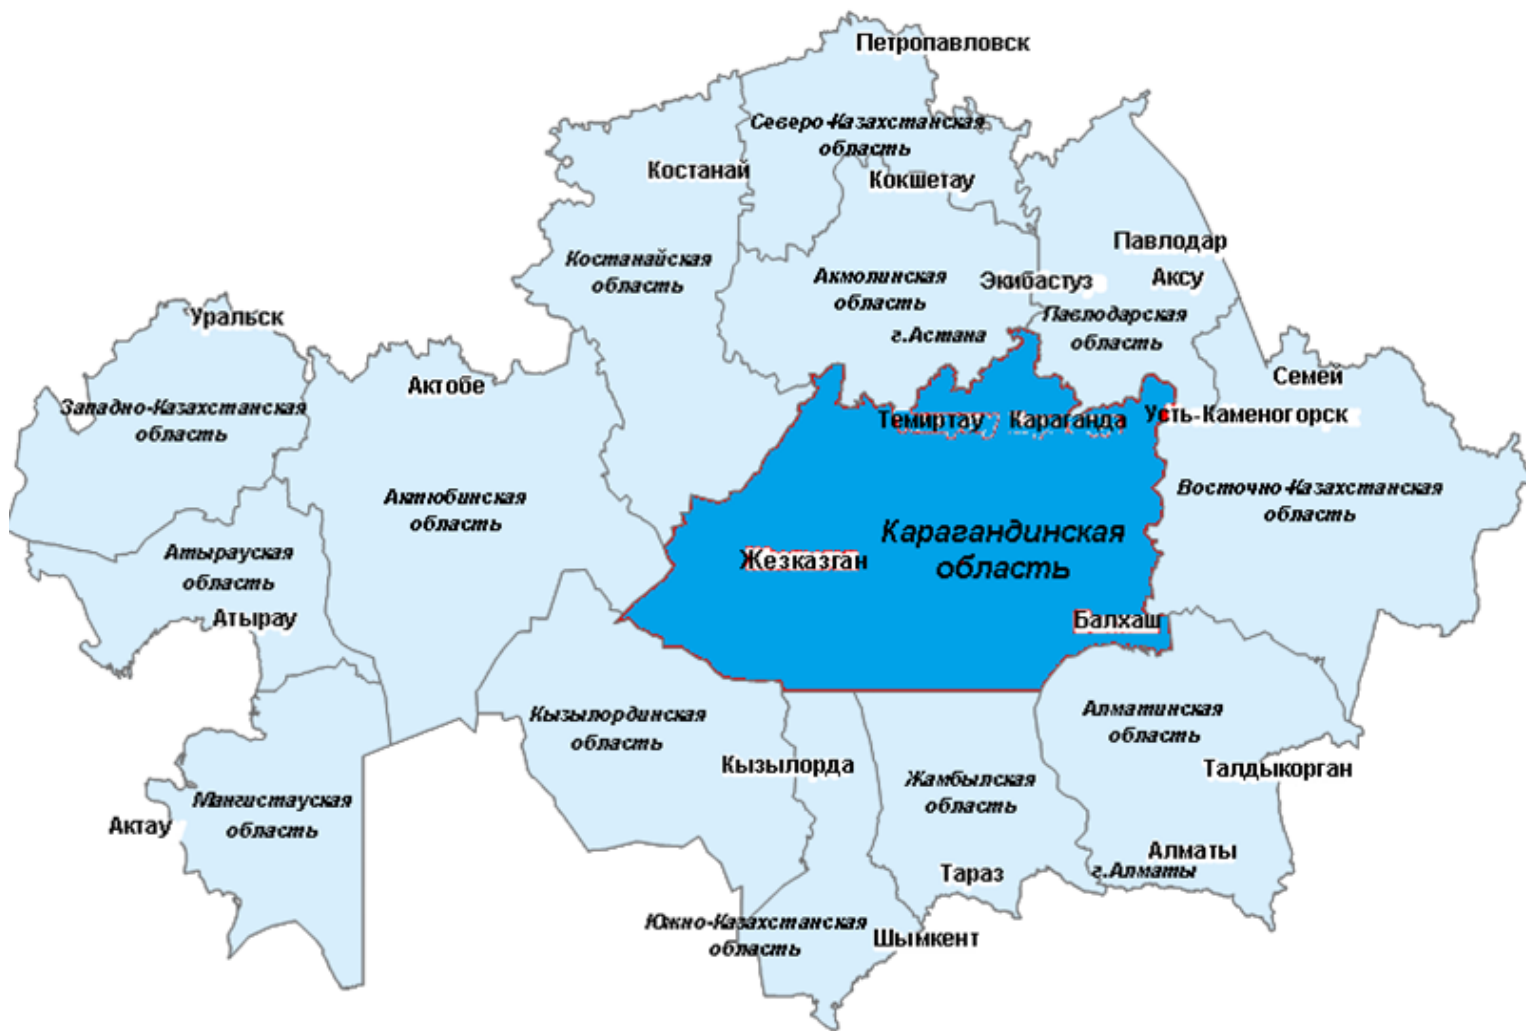 Петропавловск
Северо-Казахстанская
область
Костанай
Кокшетау
Павлодар
Костанайская
область
Акмолинская
область
Экибастуз
Аксу
Уральск
Павлодарская
область
г.Астана
Актобе
Семей
Западно-Казахстанская
область
Темиртау
Караганда
Усть-Каменогорск
Актюбинская
область
Восточно-Казахстанская
область
Карагандинская
область
Атырауская
область
Жезказган
Атырау
Балхаш
Кызылординская
область
Алматинская
область
Кызылорда
Талдыкорган
Жамбылская
область
Мангистауская
область
Актау
Алматы
г.Алматы
Тараз
Южно-Казахстанская
область
Шымкент